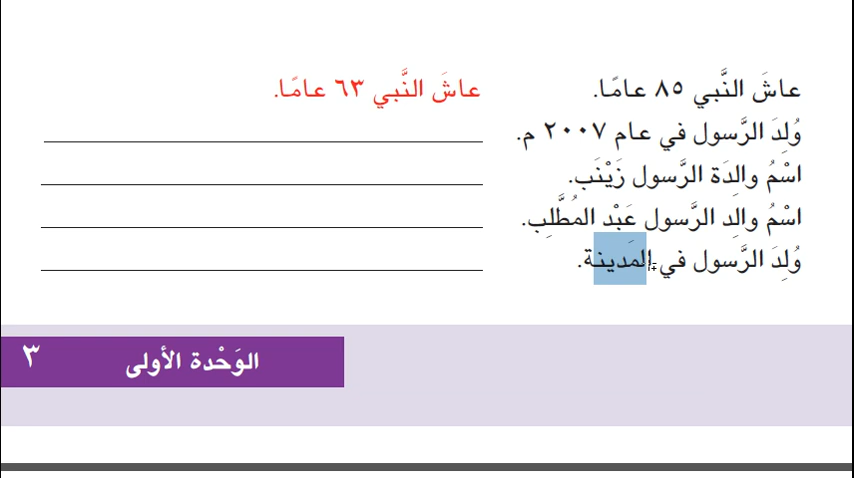 عاشَ النَّبي ٨٥ عامًا. عاشَ النَّبي ٦٣ عامًا.
وُلِدَ الرَّسول في عام ٢٠٠٧ م.
اسْمُ والِدَة الرَّسول زَيْنَب.
اسْمُ والِد الرَّسول عَبْد المُطَّلِب.
وُلِدَ الرَّسول في المَدينة.
الوَحْدة الأولى ٣